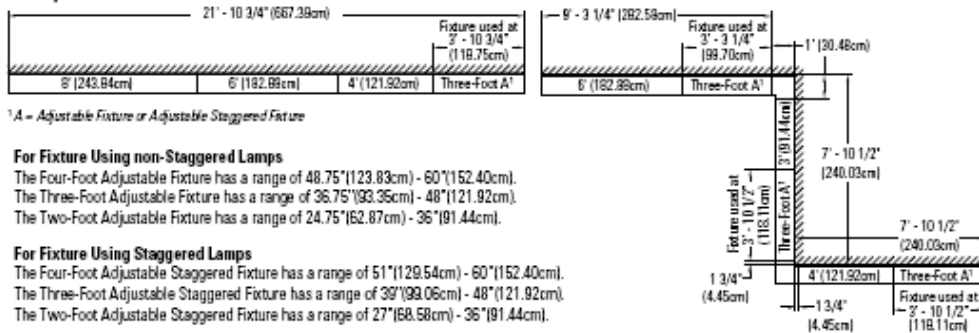 21' - 10 3/4" (667.39cm)
Fixture used at
3' - 10 3/4"
(118.75cm)
8' (243.84cm)
6' (182.88cm)
4' (121.92cm)
Three-Foot A¹
9' - 3 1/4" (282.58cm)
Fixture used at
3' - 3 1/4"
(99.70cm)
1' (30.48cm)
6' (182.88cm)
Three-Foot A¹
3' (91.44cm)
7' - 10 1/2"
(240.03cm)
Fixture used at
3' - 10 1/2"
(118.11cm)
Three-Foot A¹
7' - 10 1/2"
(240.03cm)
1 3/4"
(4.45cm)
4' (121.92cm)
Three-Foot A¹
1 3/4"
(4.45cm)
Fixture used at
3' - 10 1/2"
(118.11cm)
¹ A = Adjustable Fixture or Adjustable Staggered Fixture
For Fixture Using non-Staggered Lamps
The Four-Foot Adjustable Fixture has a range of 48.75"(123.83cm) - 60"(152.40cm).
The Three-Foot Adjustable Fixture has a range of 36.75"(93.35cm) - 48"(121.92cm).
The Two-Foot Adjustable Fixture has a range of 24.75"(62.87cm) - 36"(91.44cm).
For Fixture Using Staggered Lamps
The Four-Foot Adjustable Staggered Fixture has a range of 51"(129.54cm) - 60"(152.40cm).
The Three-Foot Adjustable Staggered Fixture has a range of 39"(99.06cm) - 48"(121.92cm).
The Two-Foot Adjustable Staggered Fixture has a range of 27"(68.58cm) - 36"(91.44cm).